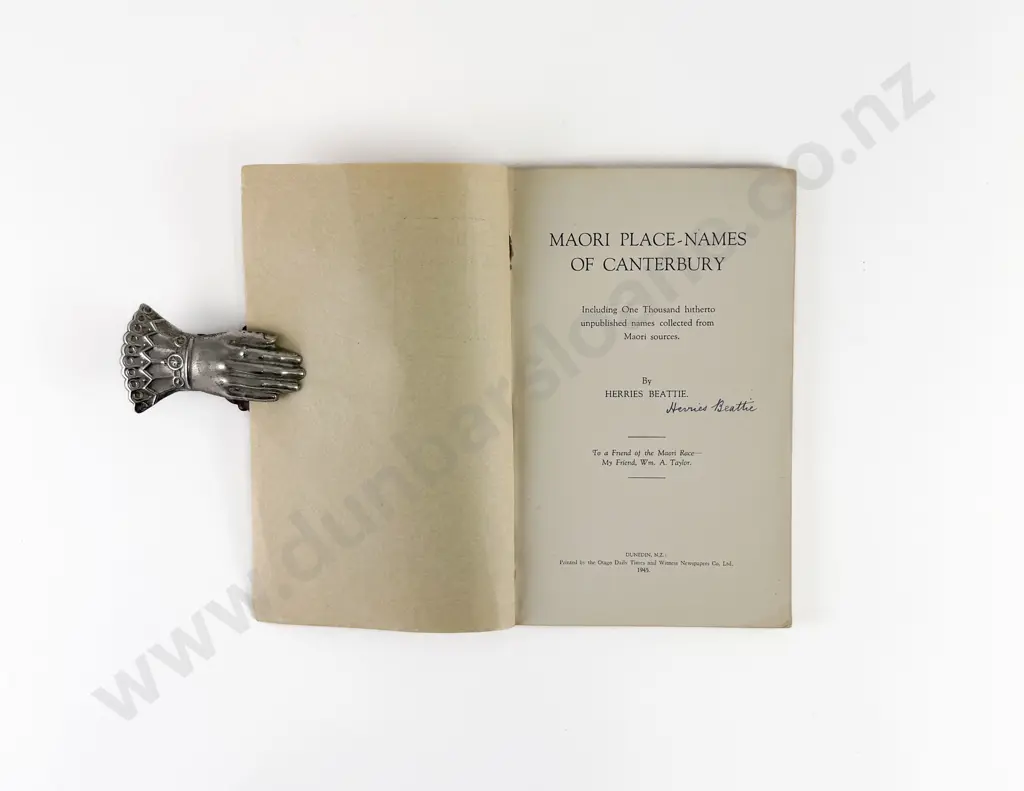 MAORI PLACE-NAMES
OF CANTERBURY
Including One Thousand hitherto
unpublished names collected from
Maori sources.
By
HERRIES BEATTIE.
Herries Beattie
To a Friend of the Maori Race—
My Friend, Wm. A. Taylor.
DUNEDIN, N.Z.:
Printed by the Otago Daily Times and Witness Newspapers Co. Ltd.
1945.
www.dunbarsloane.co.nz